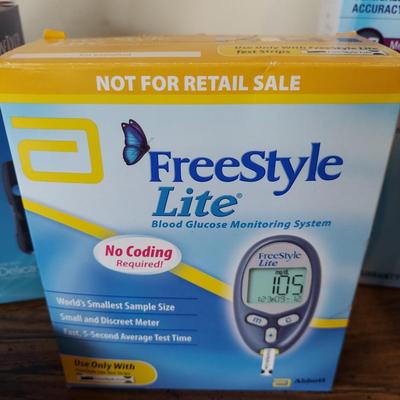 ACCURACY
Use Only With FreeStyle Lite
Test Strips
NOT FOR RETAIL SALE
FreeStyle
Lite®
Blood Glucose Monitoring System
No Coding
Required!
World's Smallest Sample Size
Small and Discreet Meter
Fast, 5-Second Average Test Time
Use Only With
FreeStyle
Lite
mg/dL
105
m
c
Abbott